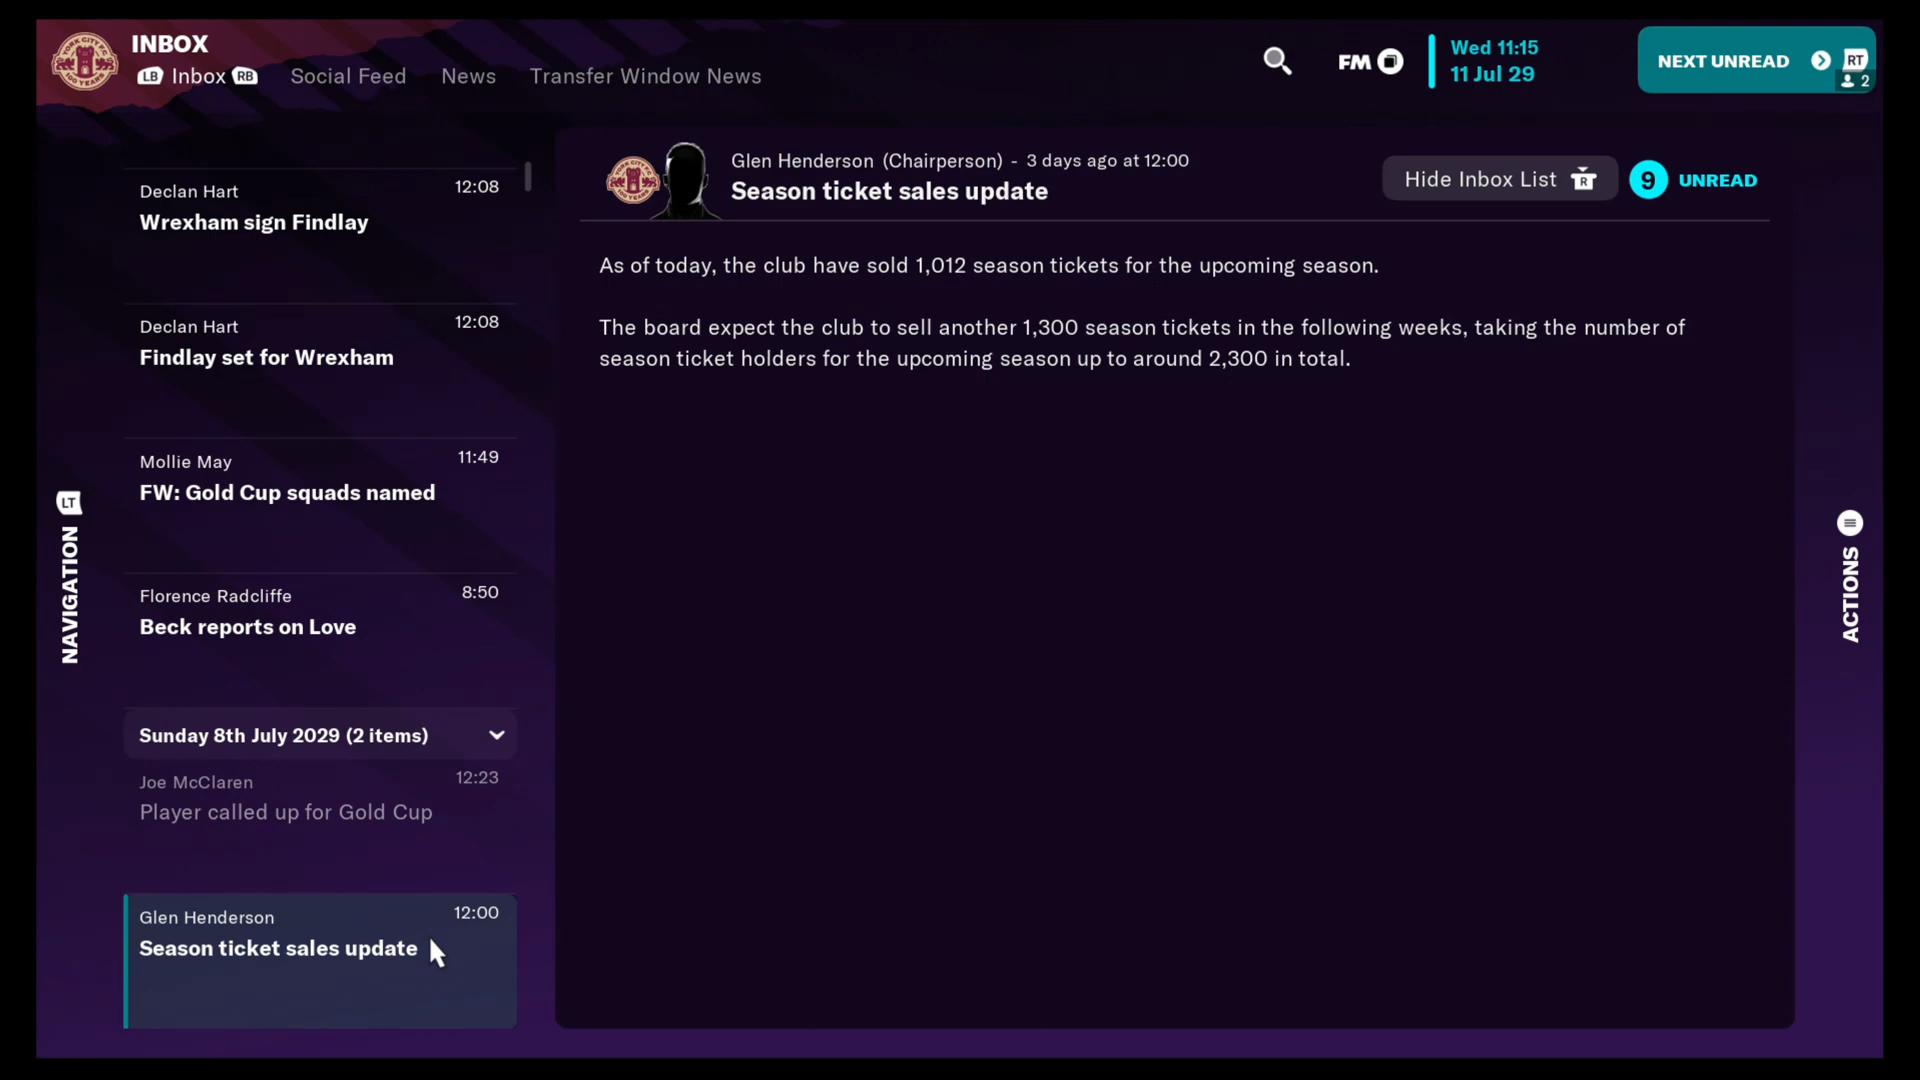 INBOX
LB Inbox RB Social Feed News Transfer Window News
FM
Wed 11:15
11 Jul 29
NEXT UNREAD RT
2
YORK CITY FC
100 YEARS
Declan Hart 12:08
Wrexham sign Findlay
Declan Hart 12:08
Findlay set for Wrexham
Mollie May 11:49
FW: Gold Cup squads named
Florence Radcliffe 8:50
Beck reports on Love
Sunday 8th July 2029 (2 items)
Joe McClaren 12:23
Player called up for Gold Cup
Glen Henderson 12:00
Season ticket sales update
Glen Henderson (Chairperson) - 3 days ago at 12:00
Season ticket sales update
Hide Inbox List R
9 UNREAD
As of today, the club have sold 1,012 season tickets for the upcoming season.
The board expect the club to sell another 1,300 season tickets in the following weeks, taking the number of
season ticket holders for the upcoming season up to around 2,300 in total.
NAVIGATION LT
ACTIONS